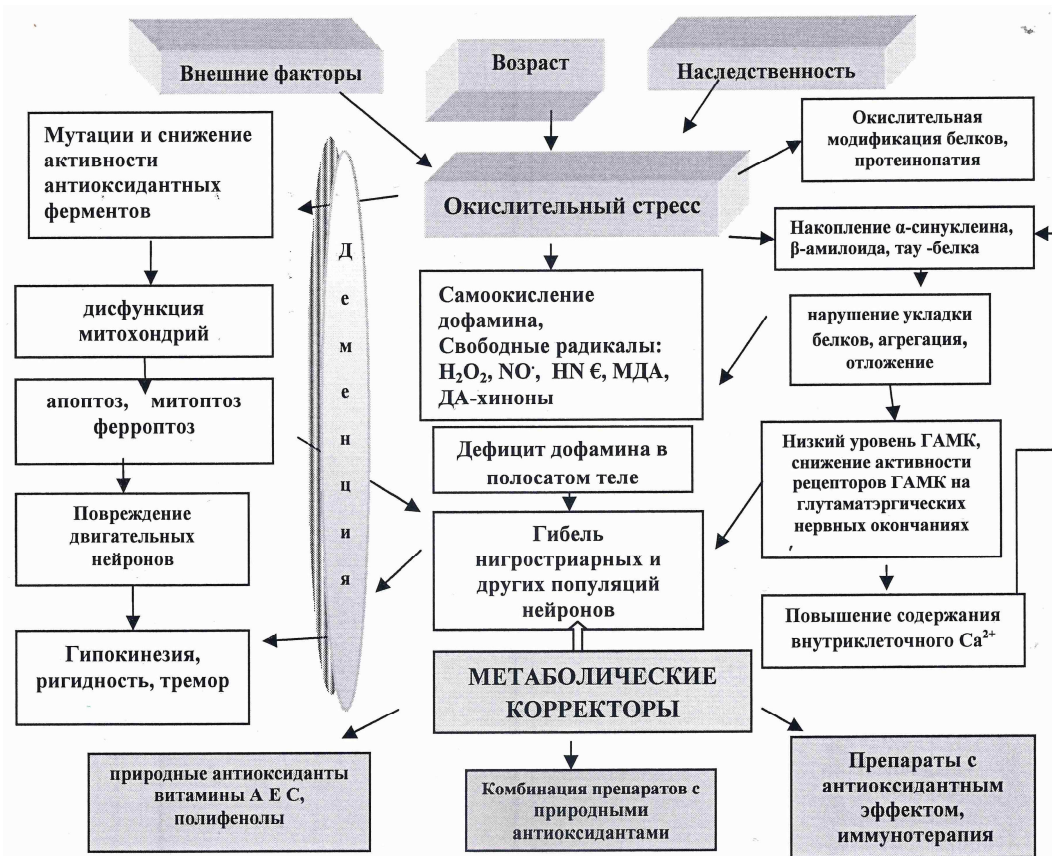 Внешние факторы
Возраст
Наследственность
Мутации и снижение
активности
антиоксидантных
ферментов
Окислительная
модификация белков,
протеинопатия
Окислительный стресс
Накопление α-синуклеина,
β-амилоида, тау -белка
Деменция
Самоокисление
дофамина,
Свободные радикалы:
H₂O₂, NO˙, HN €, МДА,
ДА-хиноны
дисфункция
митохондрий
нарушение укладки
белков, агрегация,
отложение
апоптоз, митоптоз
ферроптоз
Дефицит дофамина в
полосатом теле
Низкий уровень ГАМК,
снижение активности
рецепторов ГАМК на
глутаматэргических
нервных окончаниях
,
Повреждение
двигательных
нейронов
Гибель
нигростриарных и
других популяций
нейронов
Повышение содержания
внутриклеточного Ca²⁺
Гипокинезия,
ригидность, тремор
МЕТАБОЛИЧЕСКИЕ
КОРРЕКТОРЫ
природные антиоксиданты
витамины А Е С,
полифенолы
Комбинация препаратов с
природными
антиоксидантами
Препараты с
антиоксидантным
эффектом,
иммунотерапия